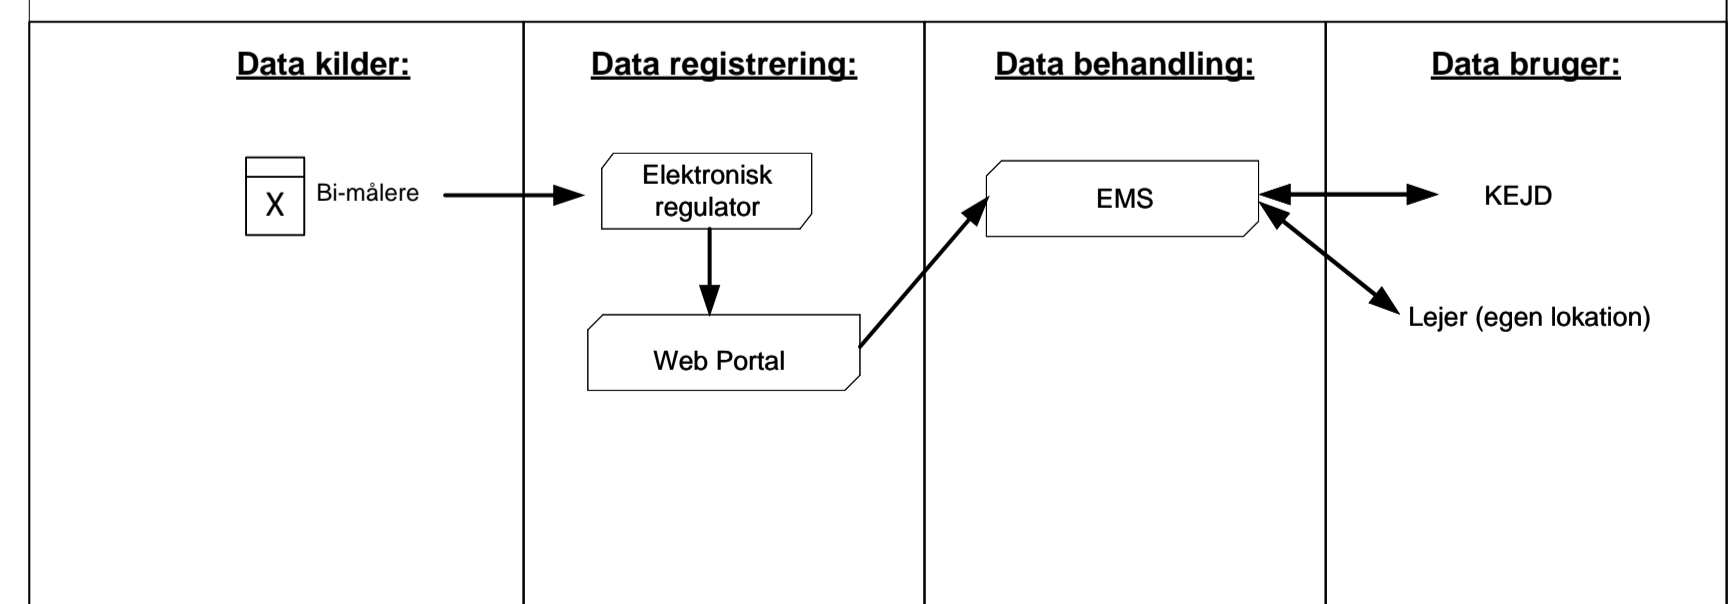 Data kilder:
Data registrering:
Data behandling:
Data bruger:
X
Bi-målere
Elektronisk
regulator
Web Portal
EMS
KEJD
Lejer (egen lokation)